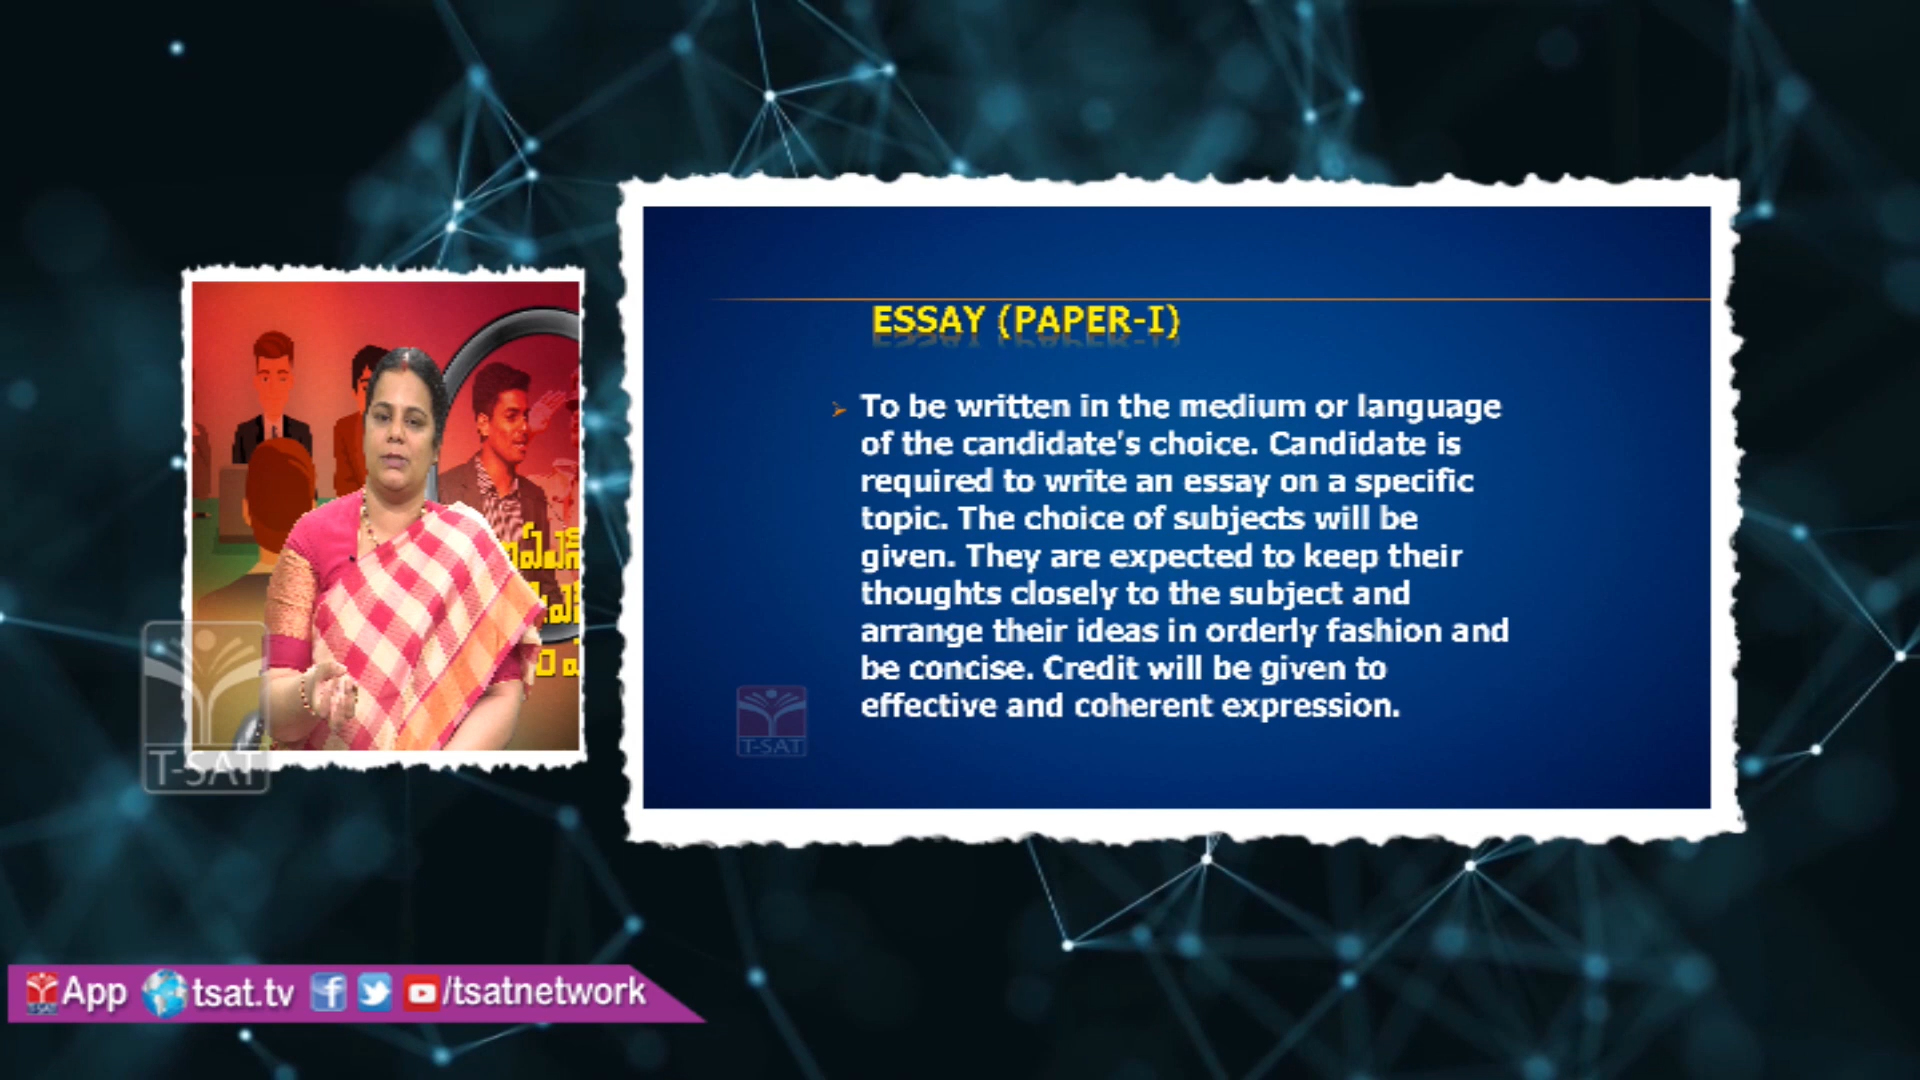 ESSAY (PAPER-I)
To be written in the medium or language
of the candidate's choice. Candidate is
required to write an essay on a specific
topic. The choice of subjects will be
given. They are expected to keep their
thoughts closely to the subject and
arrange their ideas in orderly fashion and
be concise. Credit will be given to
effective and coherent expression.
T-SAT
T-SAT
App tsat.tv /tsatnetwork